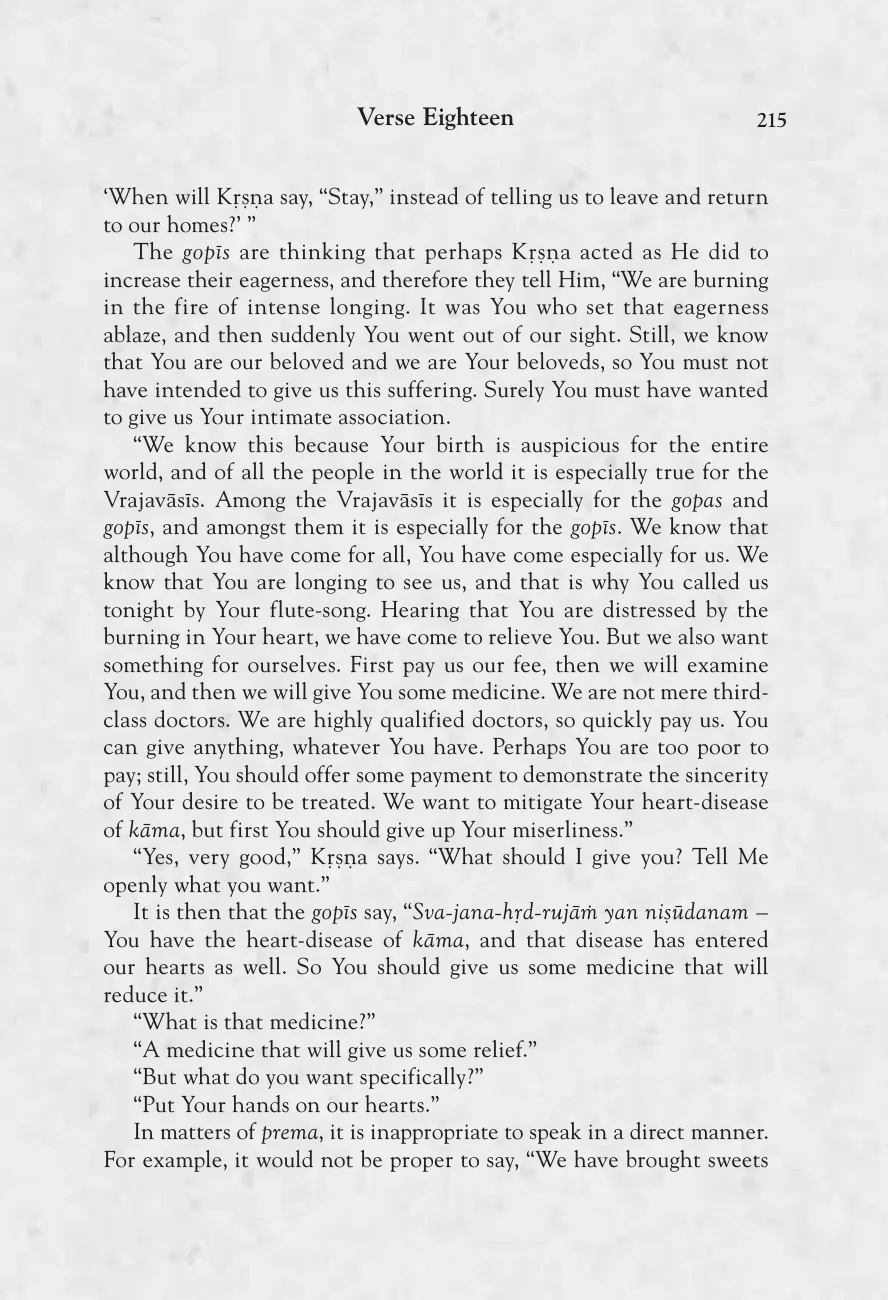 Verse Eighteen 215
‘When will Kṛṣṇa say, “Stay,” instead of telling us to leave and return
to our homes?’ ”
The gopīs are thinking that perhaps Kṛṣṇa acted as He did to
increase their eagerness, and therefore they tell Him, “We are burning
in the fire of intense longing. It was You who set that eagerness
ablaze, and then suddenly You went out of our sight. Still, we know
that You are our beloved and we are Your beloveds, so You must not
have intended to give us this suffering. Surely You must have wanted
to give us Your intimate association.
“We know this because Your birth is auspicious for the entire
world, and of all the people in the world it is especially true for the
Vrajavāsīs. Among the Vrajavāsīs it is especially for the gopas and
gopīs, and amongst them it is especially for the gopīs. We know that
although You have come for all, You have come especially for us. We
know that You are longing to see us, and that is why You called us
tonight by Your flute-song. Hearing that You are distressed by the
burning in Your heart, we have come to relieve You. But we also want
something for ourselves. First pay us our fee, then we will examine
You, and then we will give You some medicine. We are not mere third-
class doctors. We are highly qualified doctors, so quickly pay us. You
can give anything, whatever You have. Perhaps You are too poor to
pay; still, You should offer some payment to demonstrate the sincerity
of Your desire to be treated. We want to mitigate Your heart-disease
of kāma, but first You should give up Your miserliness.”
“Yes, very good,” Kṛṣṇa says. “What should I give you? Tell Me
openly what you want.”
It is then that the gopīs say, “Sva-jana-hṛd-rujāṁ yan niṣūdanam –
You have the heart-disease of kāma, and that disease has entered
our hearts as well. So You should give us some medicine that will
reduce it.”
“What is that medicine?”
“A medicine that will give us some relief.”
“But what do you want specifically?”
“Put Your hands on our hearts.”
In matters of prema, it is inappropriate to speak in a direct manner.
For example, it would not be proper to say, “We have brought sweets